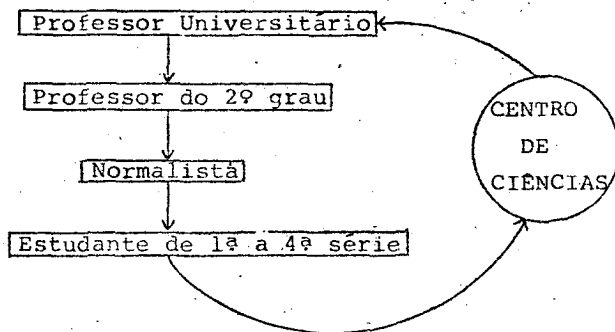 Professor Universitário
Professor do 2º grau
Normalista
Estudante de 1ª a 4ª série
CENTRO
DE
CIÊNCIAS